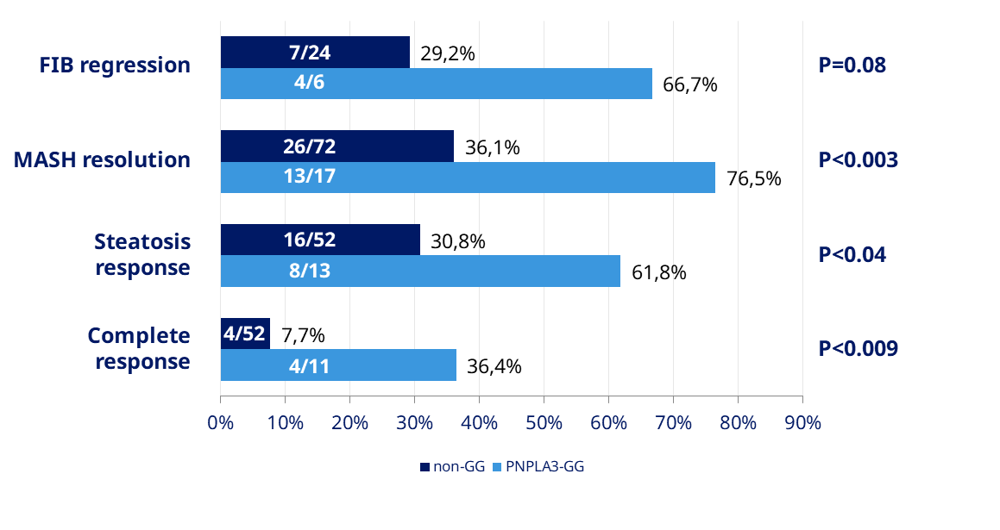 FIB regression
7/24
29,2%
4/6
66,7%
P=0.08
MASH resolution
26/72
36,1%
13/17
76,5%
P<0.003
Steatosis
response
16/52
30,8%
8/13
61,8%
P<0.04
Complete
response
4/52
7,7%
4/11
36,4%
P<0.009
0% 10% 20% 30% 40% 50% 60% 70% 80% 90%
non-GG PNPLA3-GG